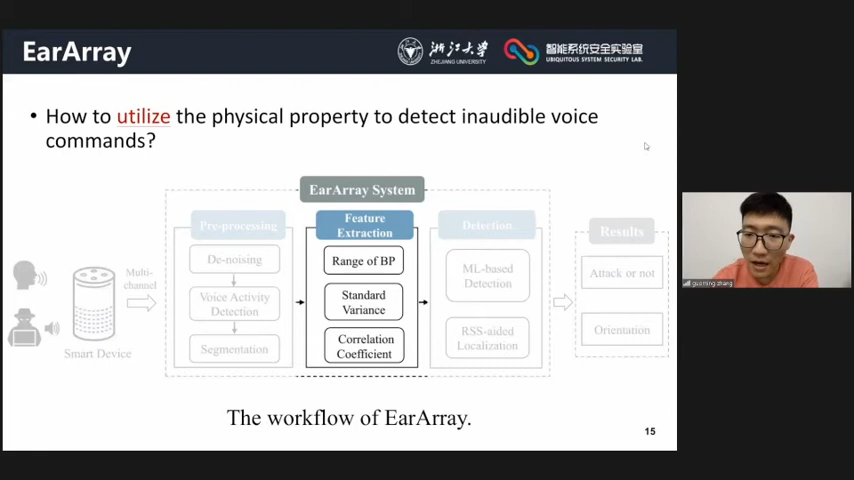 EarArray
浙江大学
ZHEJIANG UNIVERSITY
智能系统安全实验室
UBIQUITOUS SYSTEM SECURITY LAB.
• How to utilize the physical property to detect inaudible voice
commands?
EarArray System
Pre-processing
De-noising
Voice Activity
Detection
Segmentation
Feature
Extraction
Range of BP
Standard
Variance
Correlation
Coefficient
Detection
ML-based
Detection
RSS-aided
Localization
Results
Attack or not
Orientation
Multi-
channel
Smart Device
The workflow of EarArray.
15
guoming zhang